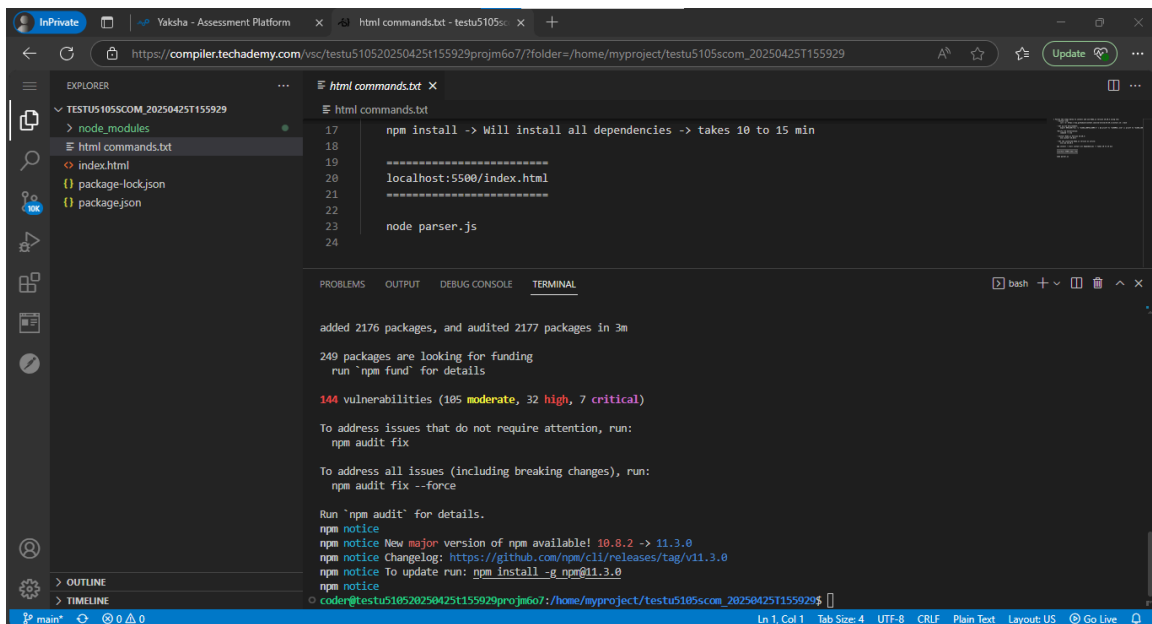 InPrivate
Yaksha - Assessment Platform
html commands.txt - testu5105sc
https://compiler.techademy.com/vsc/testu510520250425t155929projm6o7/?folder=/home/myproject/testu5105scom_20250425T155929
Update
EXPLORER
html commands.txt
TESTU5105SCOM_20250425T155929
html commands.txt
node_modules
html commands.txt
index.html
package-lock.json
package.json
10K
17 npm install -> Will install all dependencies -> takes 10 to 15 min
18
19 =========================
20 localhost:5500/index.html
21 =========================
22
23 node parser.js
24
PROBLEMS OUTPUT DEBUG CONSOLE TERMINAL
bash
added 2176 packages, and audited 2177 packages in 3m
249 packages are looking for funding
run `npm fund` for details
144 vulnerabilities (105 moderate, 32 high, 7 critical)
To address issues that do not require attention, run:
npm audit fix
To address all issues (including breaking changes), run:
npm audit fix --force
Run `npm audit` for details.
npm notice
npm notice New major version of npm available! 10.8.2 -> 11.3.0
npm notice Changelog: https://github.com/npm/cli/releases/tag/v11.3.0
npm notice To update run: npm install -g npm@11.3.0
npm notice
coder@testu510520250425t155929projm6o7:/home/myproject/testu5105scom_20250425T155929$
OUTLINE
TIMELINE
main* 0 0 Ln 1, Col 1 Tab Size: 4 UTF-8 CRLF Plain Text Layout: US Go Live